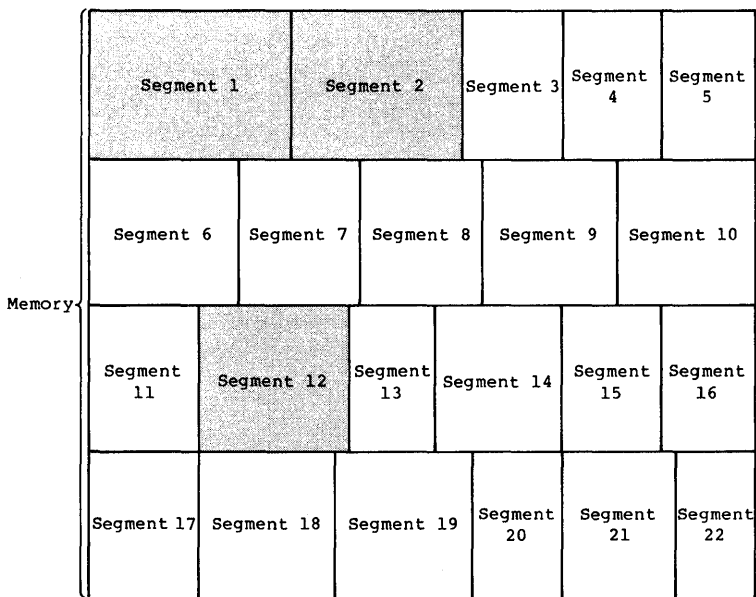 Segment 1
Segment 2
Segment 3
Segment
4
Segment
5
Segment 6
Segment 7
Segment 8
Segment 9
Segment 10
Memory
Segment
11
Segment 12
Segment
13
Segment 14
Segment
15
Segment
16
Segment 17
Segment 18
Segment 19
Segment
20
Segment
21
Segment
22